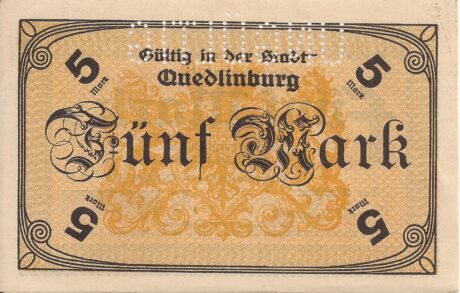 5 Mark
5 Mark
Gültig in der Stadt
Quedlinburg
Fünf Mark
5 Mark
5 Mark